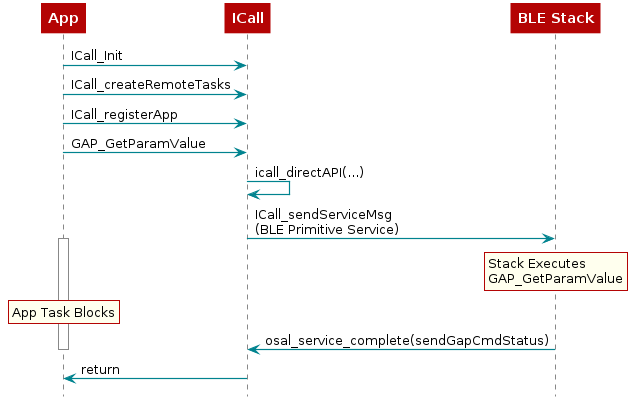 App
ICall
BLE Stack
ICall_Init
ICall_createRemoteTasks
ICall_registerApp
GAP_GetParamValue
icall_directAPI(...)
ICall_sendServiceMsg
(BLE Primitive Service)
Stack Executes
GAP_GetParamValue
App Task Blocks
osal_service_complete(sendGapCmdStatus)
return